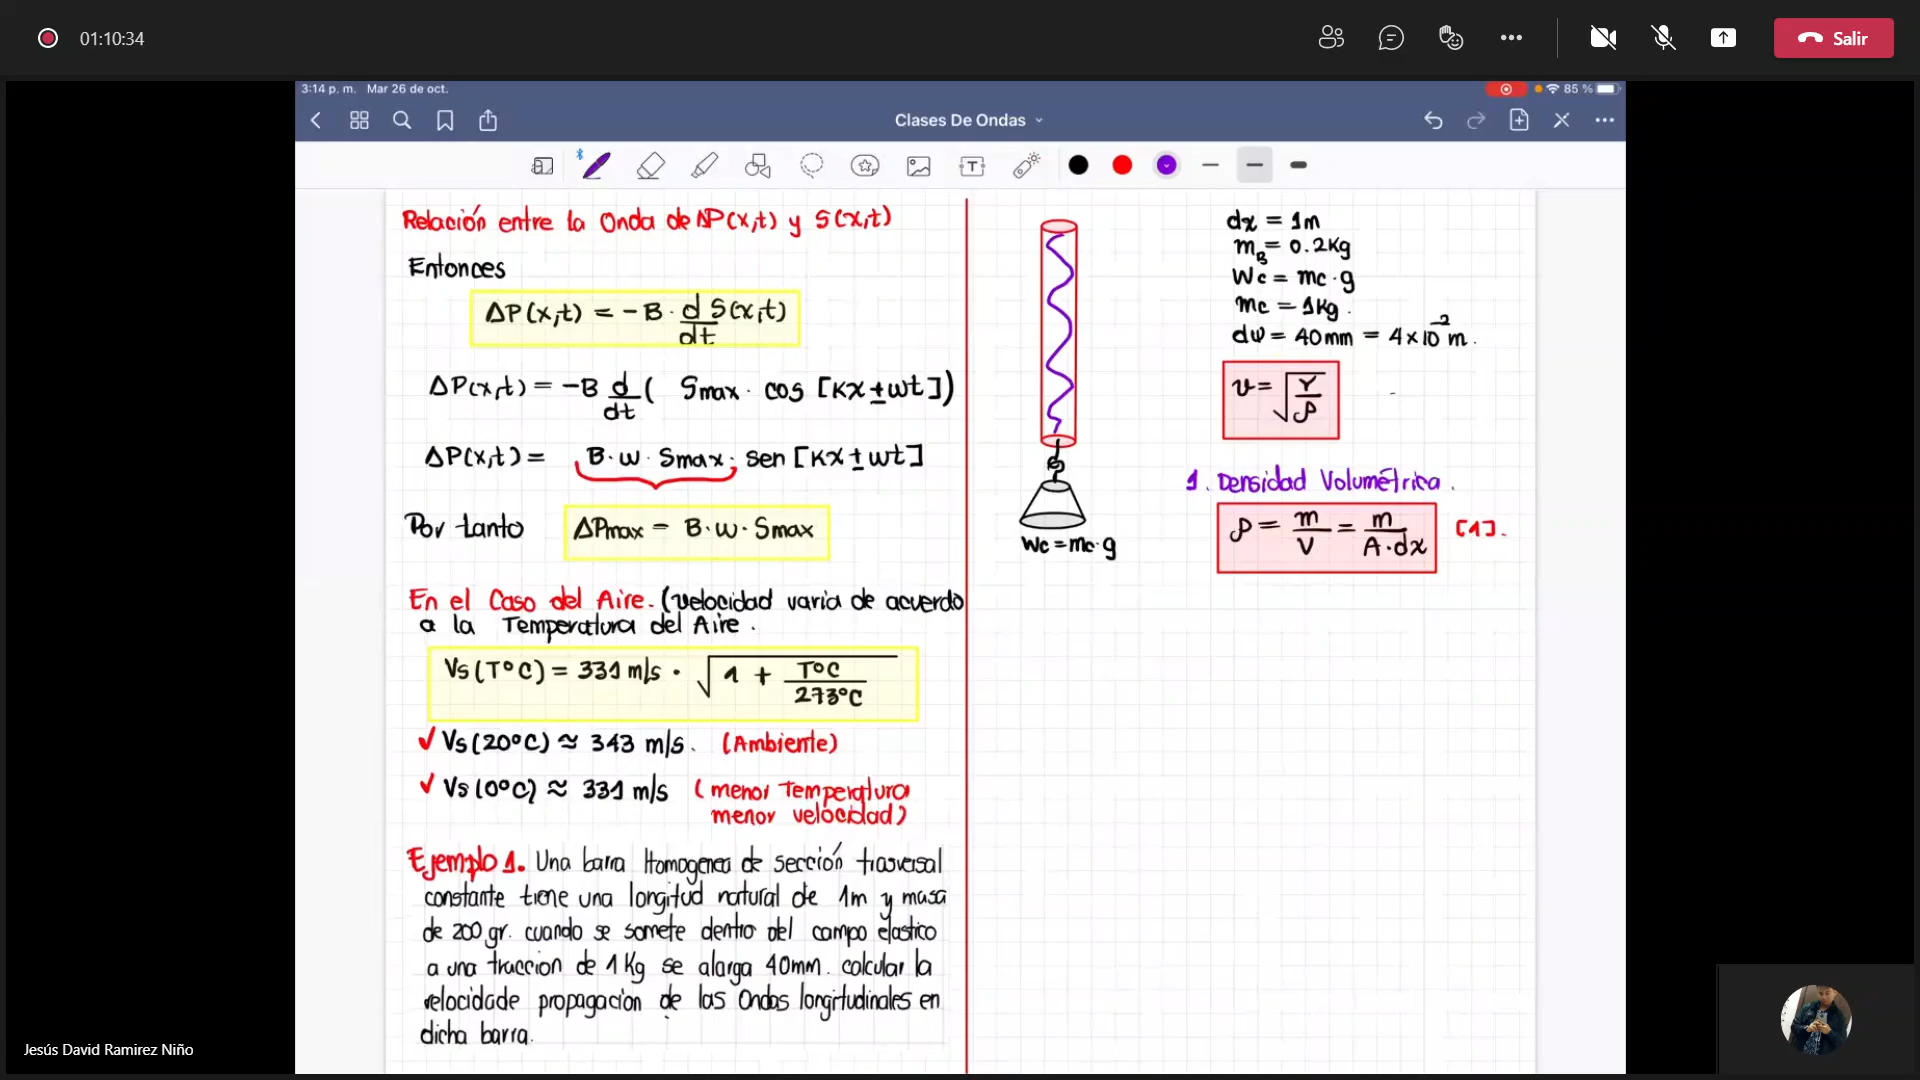 01:10:34
Salir
3:14 p. m. Mar 26 de oct.
85 %
Clases De Ondas
Relación entre la Onda de ΔP(x,t) y S(x,t)
Entonces
ΔP(x,t) = -B · d/dt S(x,t)
ΔP(x,t) = -B d/dt ( Smax · cos [kx ± wt])
ΔP(x,t) = B·w·Smax· sen [kx ± wt]
Por tanto ΔPmax = B·w·Smax
En el Caso del Aire. (velocidad varia de acuerdo
a la Temperatura del Aire.
Vs (T°C) = 331 m/s · √(1 + T°C/273°C)
✓ Vs (20°C) ≈ 343 m/s. (Ambiente)
✓ Vs (0°C) ≈ 331 m/s (menor Temperatura
menor velocidad)
Ejemplo 1. Una barra Homogenea de sección trasversal
constante tiene una longitud natural de 1m y masa
de 200 gr. cuando se somete dentro del campo elastico
a una traccion de 1 Kg se alarga 40mm. calcular la
velocidade propagación de las Ondas longitudinales en
dicha barra.
Wc = mc·g
dx = 1m
mB = 0.2Kg
Wc = mc·g
mc = 1Kg.
dw = 40mm = 4×10⁻² m.
v = √(Y/ρ)
1. Densidad Volumétrica.
ρ = m/V = m/A·dx [1].
Jesús David Ramirez Niño